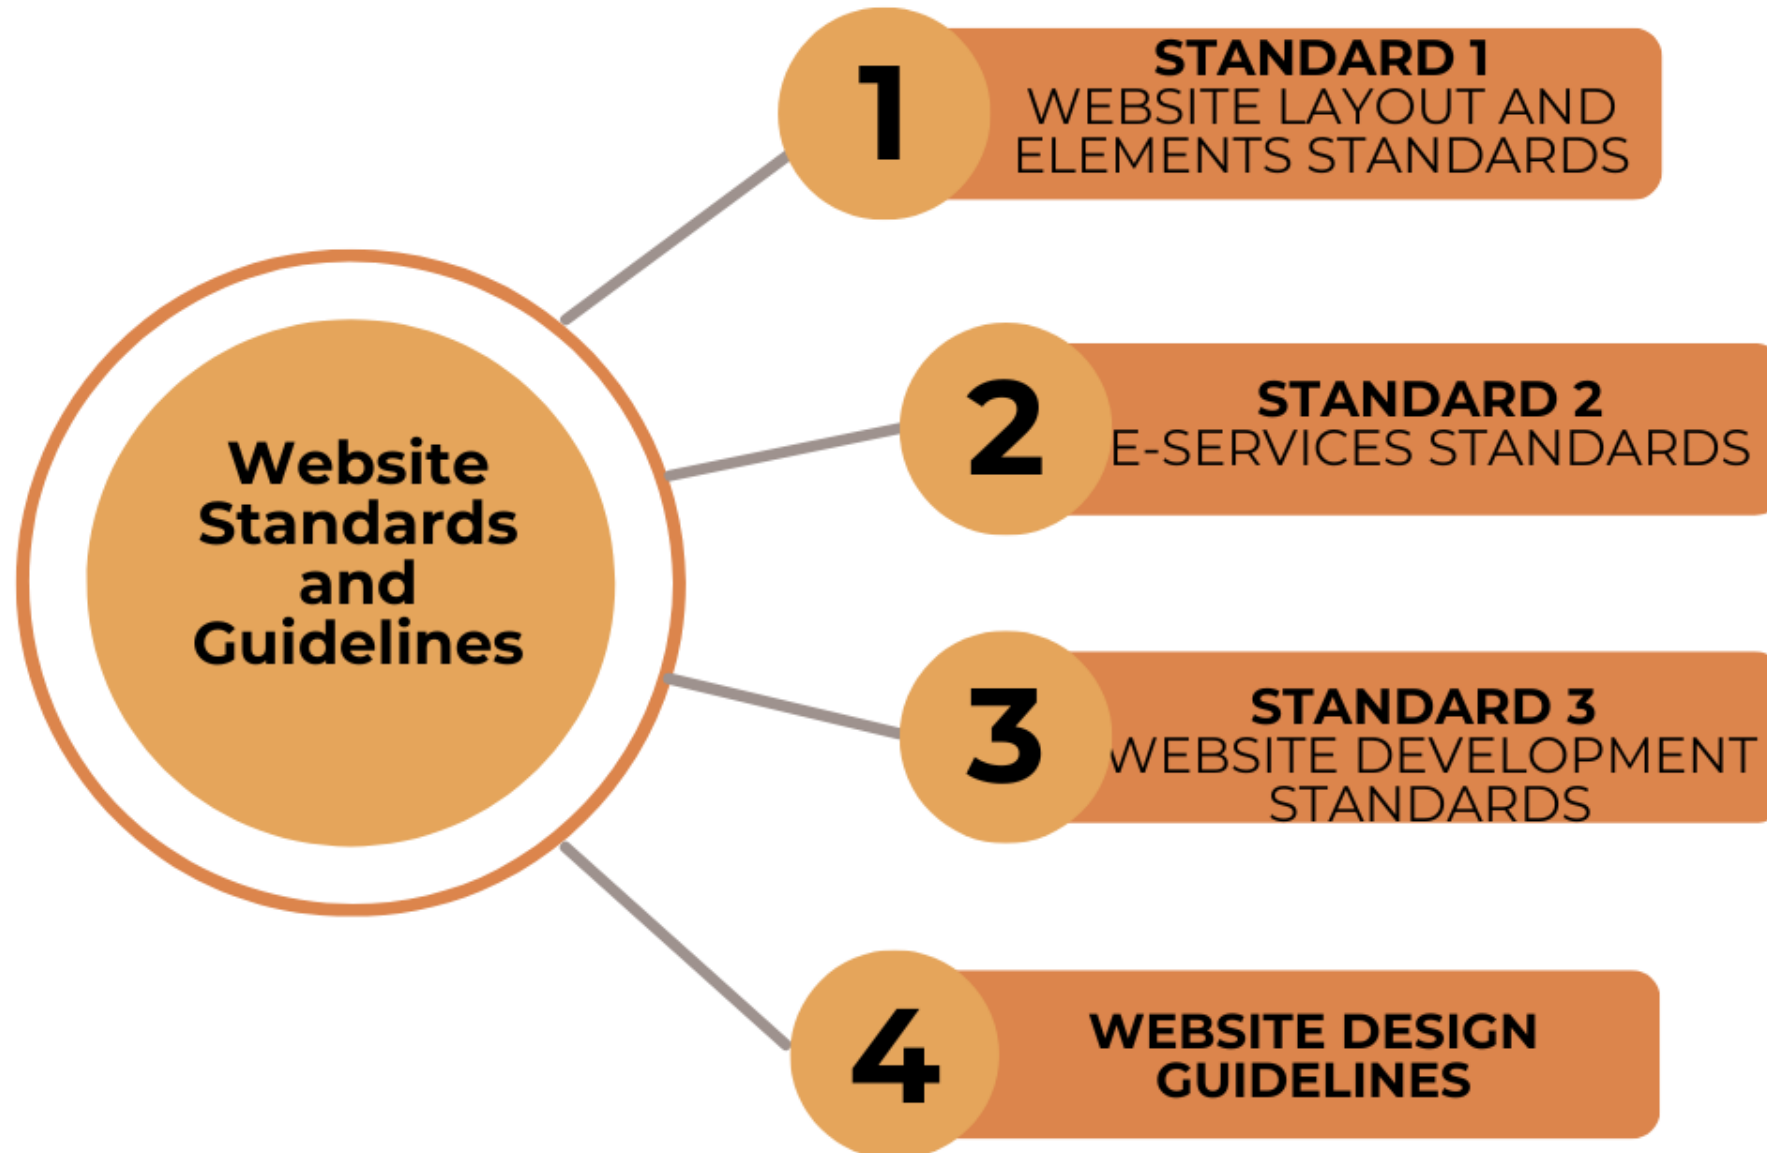 Website
Standards
and
Guidelines
1
STANDARD 1
WEBSITE LAYOUT AND
ELEMENTS STANDARDS
2
STANDARD 2
E-SERVICES STANDARDS
3
STANDARD 3
WEBSITE DEVELOPMENT
STANDARDS
4
WEBSITE DESIGN
GUIDELINES